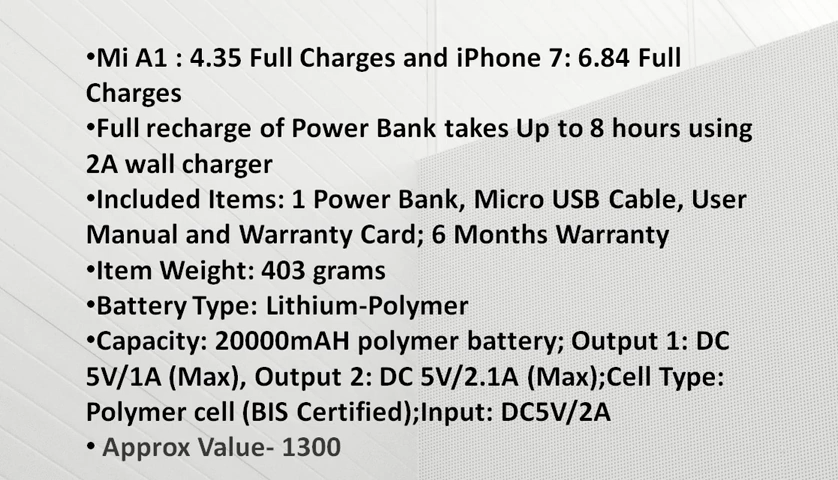 •Mi A1 : 4.35 Full Charges and iPhone 7: 6.84 Full
Charges
•Full recharge of Power Bank takes Up to 8 hours using
2A wall charger
•Included Items: 1 Power Bank, Micro USB Cable, User
Manual and Warranty Card; 6 Months Warranty
•Item Weight: 403 grams
•Battery Type: Lithium-Polymer
•Capacity: 20000mAH polymer battery; Output 1: DC
5V/1A (Max), Output 2: DC 5V/2.1A (Max);Cell Type:
Polymer cell (BIS Certified);Input: DC5V/2A
• Approx Value- 1300